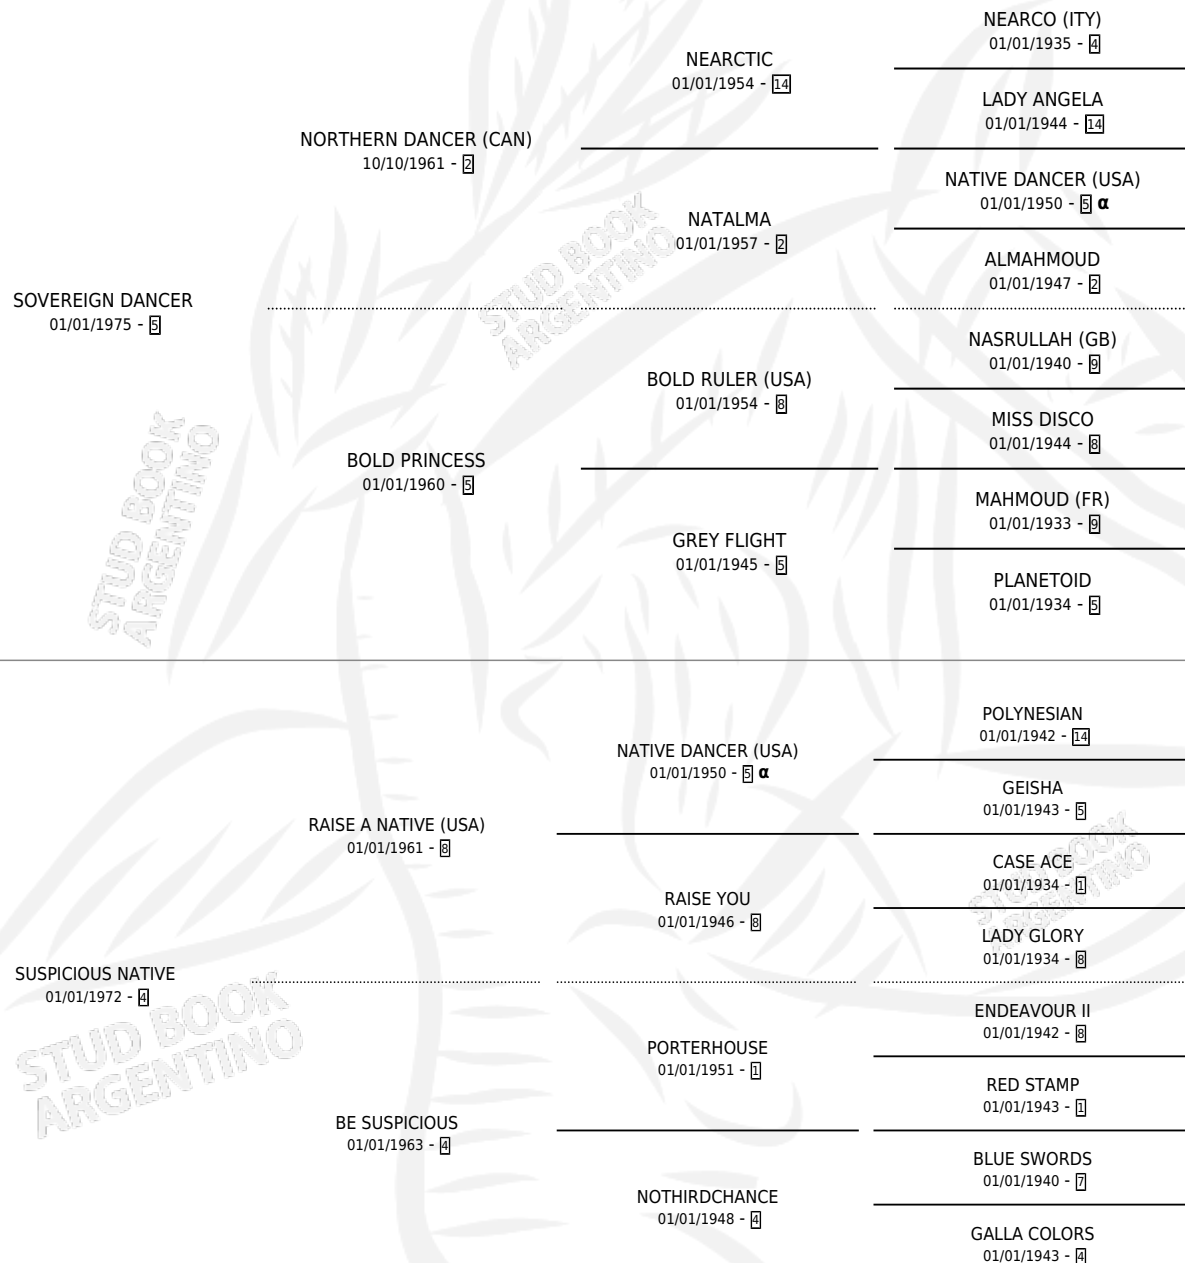 NEARCO (ITY)
01/01/1935 - 4
NEARCTIC
01/01/1954 - 14
LADY ANGELA
01/01/1944 - 14
NORTHERN DANCER (CAN)
10/10/1961 - 2
NATIVE DANCER (USA)
01/01/1950 - 5 α
NATALMA
01/01/1957 - 2
ALMAHMOUD
01/01/1947 - 2
SOVEREIGN DANCER
01/01/1975 - 5
STUD BOOK
ARGENTINO
NASRULLAH (GB)
01/01/1940 - 9
BOLD RULER (USA)
01/01/1954 - 8
MISS DISCO
01/01/1944 - 8
BOLD PRINCESS
01/01/1960 - 5
MAHMOUD (FR)
01/01/1933 - 9
GREY FLIGHT
01/01/1945 - 5
PLANETOID
01/01/1934 - 5
STUD BOOK
ARGENTINO
POLYNESIAN
01/01/1942 - 14
NATIVE DANCER (USA)
01/01/1950 - 5 α
GEISHA
01/01/1943 - 5
RAISE A NATIVE (USA)
01/01/1961 - 8
CASE ACE
01/01/1934 - 1
RAISE YOU
01/01/1946 - 8
STUD BOOK
ARGENTINO
LADY GLORY
01/01/1934 - 8
SUSPICIOUS NATIVE
01/01/1972 - 4
ENDEAVOUR II
01/01/1942 - 8
PORTERHOUSE
01/01/1951 - 1
RED STAMP
01/01/1943 - 1
STUD BOOK
ARGENTINO
BE SUSPICIOUS
01/01/1963 - 4
BLUE SWORDS
01/01/1940 - 7
NOTHIRDCHANCE
01/01/1948 - 4
GALLA COLORS
01/01/1943 - 4